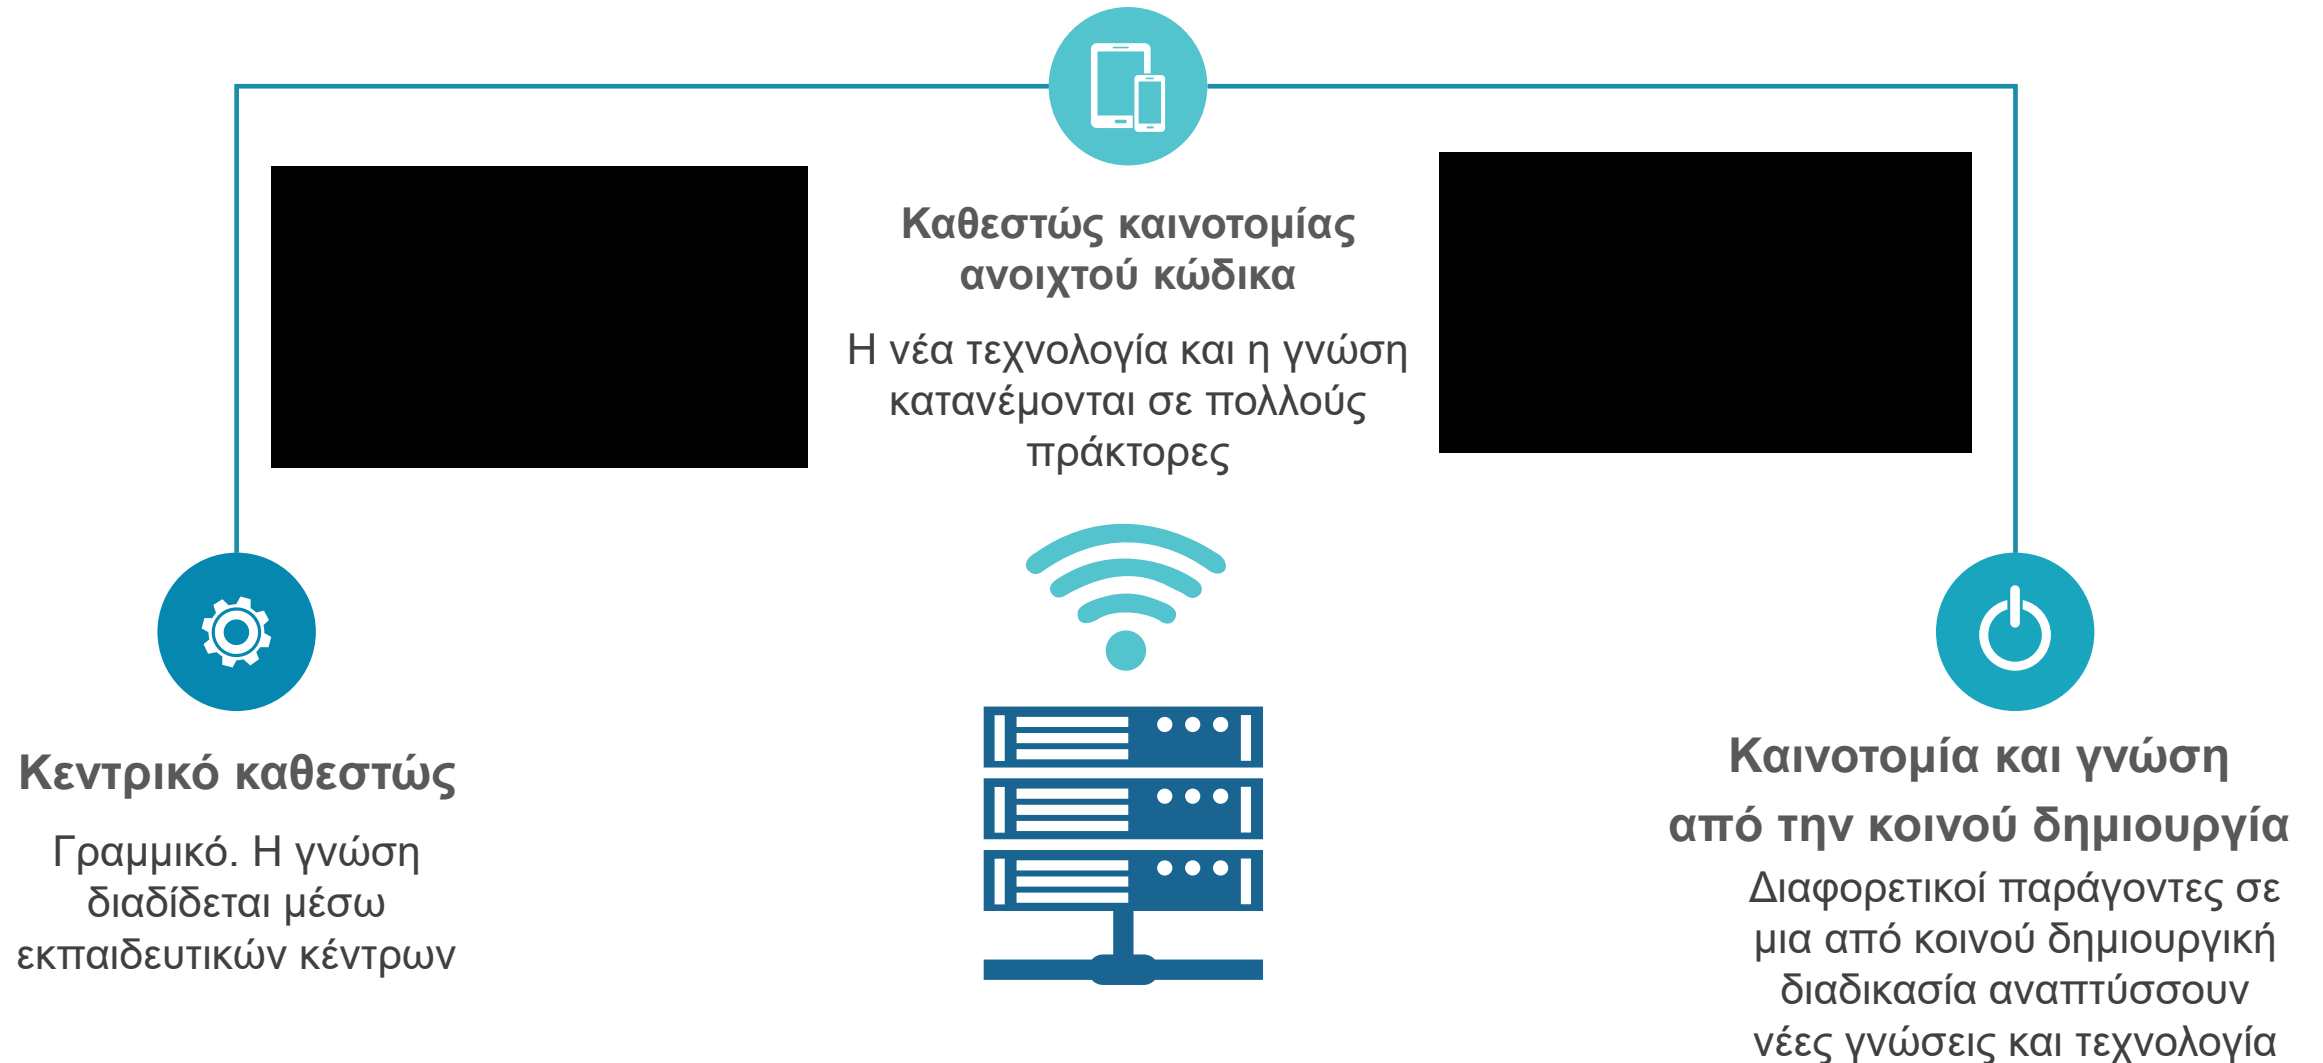 Καθεστώς καινοτομίας
ανοιχτού κώδικα
Η νέα τεχνολογία και η γνώση
κατανέμονται σε πολλούς
πράκτορες
Κεντρικό καθεστώς
Γραμμικό. Η γνώση
διαδίδεται μέσω
εκπαιδευτικών κέντρων
Καινοτομία και γνώση
από την κοινού δημιουργία
Διαφορετικοί παράγοντες σε
μια από κοινού δημιουργική
διαδικασία αναπτύσσουν
νέες γνώσεις και τεχνολογία